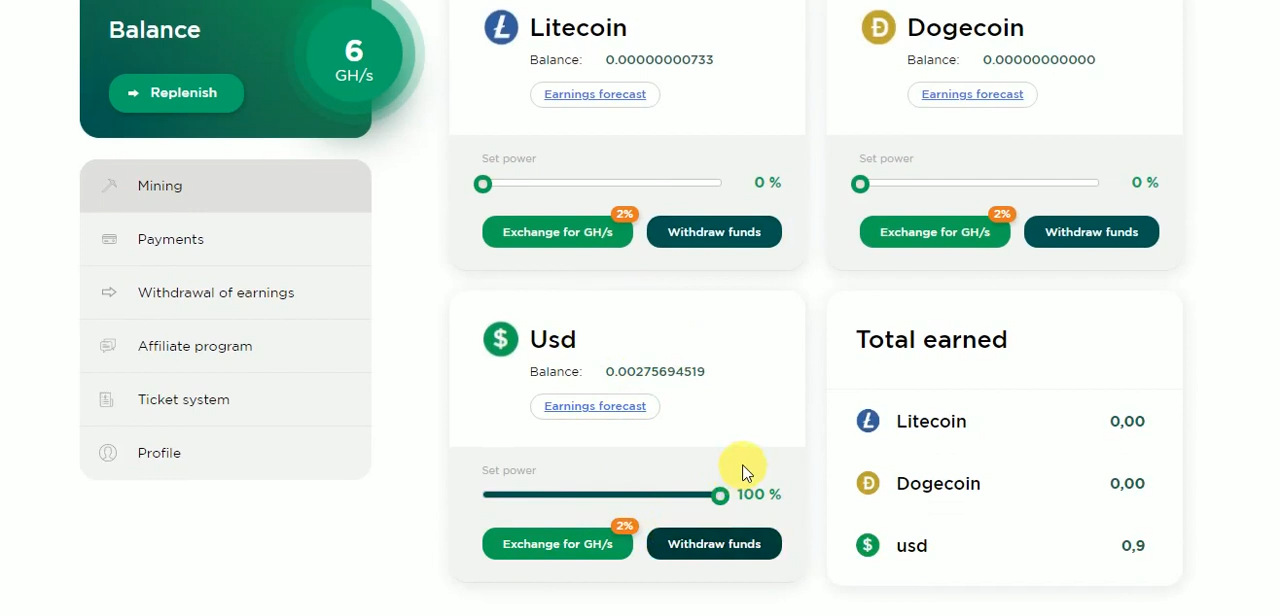 Balance
6
GH/s
Replenish
Mining
Payments
Withdrawal of earnings
Affiliate program
Ticket system
Profile
Litecoin
Balance: 0.00000000733
Earnings forecast
Set power
0 %
2%
Exchange for GH/s Withdraw funds
Dogecoin
Balance: 0.00000000000
Earnings forecast
Set power
0 %
2%
Exchange for GH/s Withdraw funds
Usd
Balance: 0.00275694519
Earnings forecast
Set power
100 %
2%
Exchange for GH/s Withdraw funds
Total earned
Litecoin 0,00
Dogecoin 0,00
usd 0,9